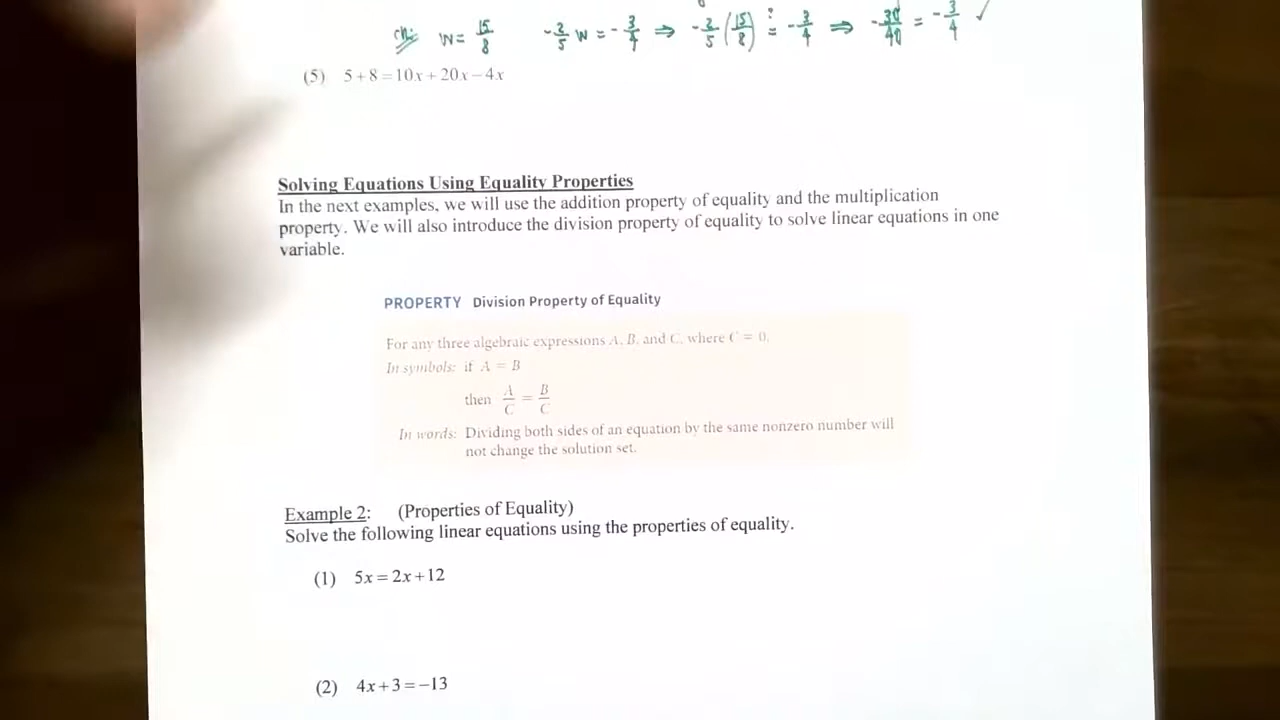 Ch: w = 15/8 -2/5 w = -3/4 ⇒ -2/5 (15/8) ?= -3/4 ⇒ -30/40 = -3/4 ✓
(5) 5+8=10x+20x−4x
Solving Equations Using Equality Properties
In the next examples, we will use the addition property of equality and the multiplication
property. We will also introduce the division property of equality to solve linear equations in one
variable.
PROPERTY Division Property of Equality
For any three algebraic expressions A, B, and C, where C = 0,
In symbols: if A = B
then A/C = B/C
In words: Dividing both sides of an equation by the same nonzero number will
not change the solution set.
Example 2: (Properties of Equality)
Solve the following linear equations using the properties of equality.
(1) 5x=2x+12
(2) 4x+3=−13